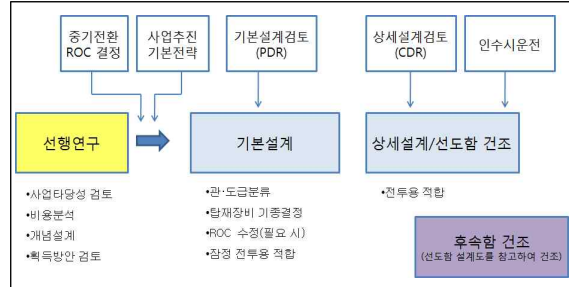 중기전환
ROC 결정
사업추진
기본전략
기본설계검토
(PDR)
상세설계검토
(CDR)
인수시운전
선행연구
기본설계
상세설계/선도함 건조
•사업타당성 검토
•비용분석
•개념설계
•획득방안 검토
•관·도급분류
•탑재장비 기종결정
•ROC 수정(필요 시)
•잠정 전투용 적합
•전투용 적합
후속함 건조
(선도함 설계도를 참고하여 건조)